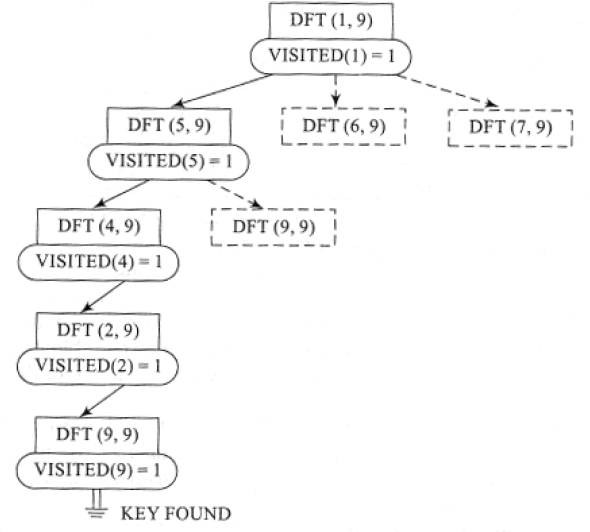 DFT (1, 9)
VISITED(1) = 1
DFT (5, 9)
DFT (6, 9)
DFT (7, 9)
VISITED(5) = 1
DFT (4, 9)
DFT (9, 9)
VISITED(4) = 1
DFT (2, 9)
VISITED(2) = 1
DFT (9, 9)
VISITED(9) = 1
KEY FOUND